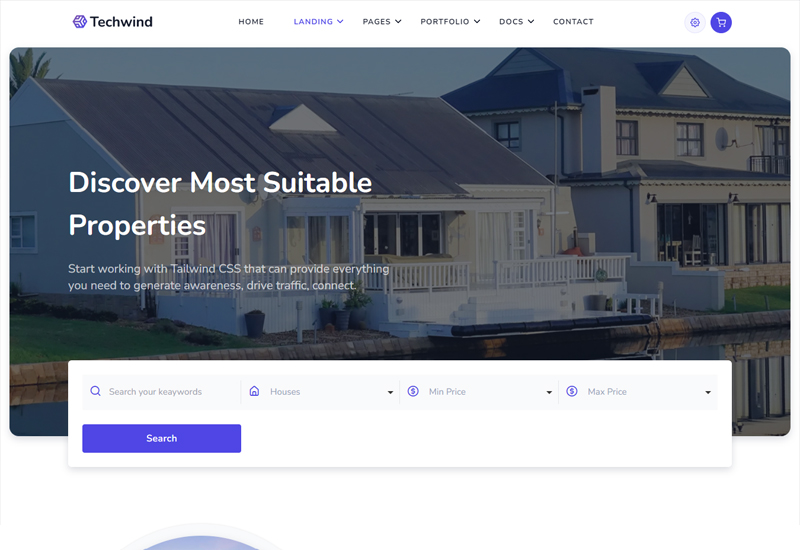 Techwind
HOME LANDING PAGES PORTFOLIO DOCS CONTACT
Discover Most Suitable
Properties
Start working with Tailwind CSS that can provide everything
you need to generate awareness, drive traffic, connect.
Search your keaywords Houses Min Price Max Price
Search